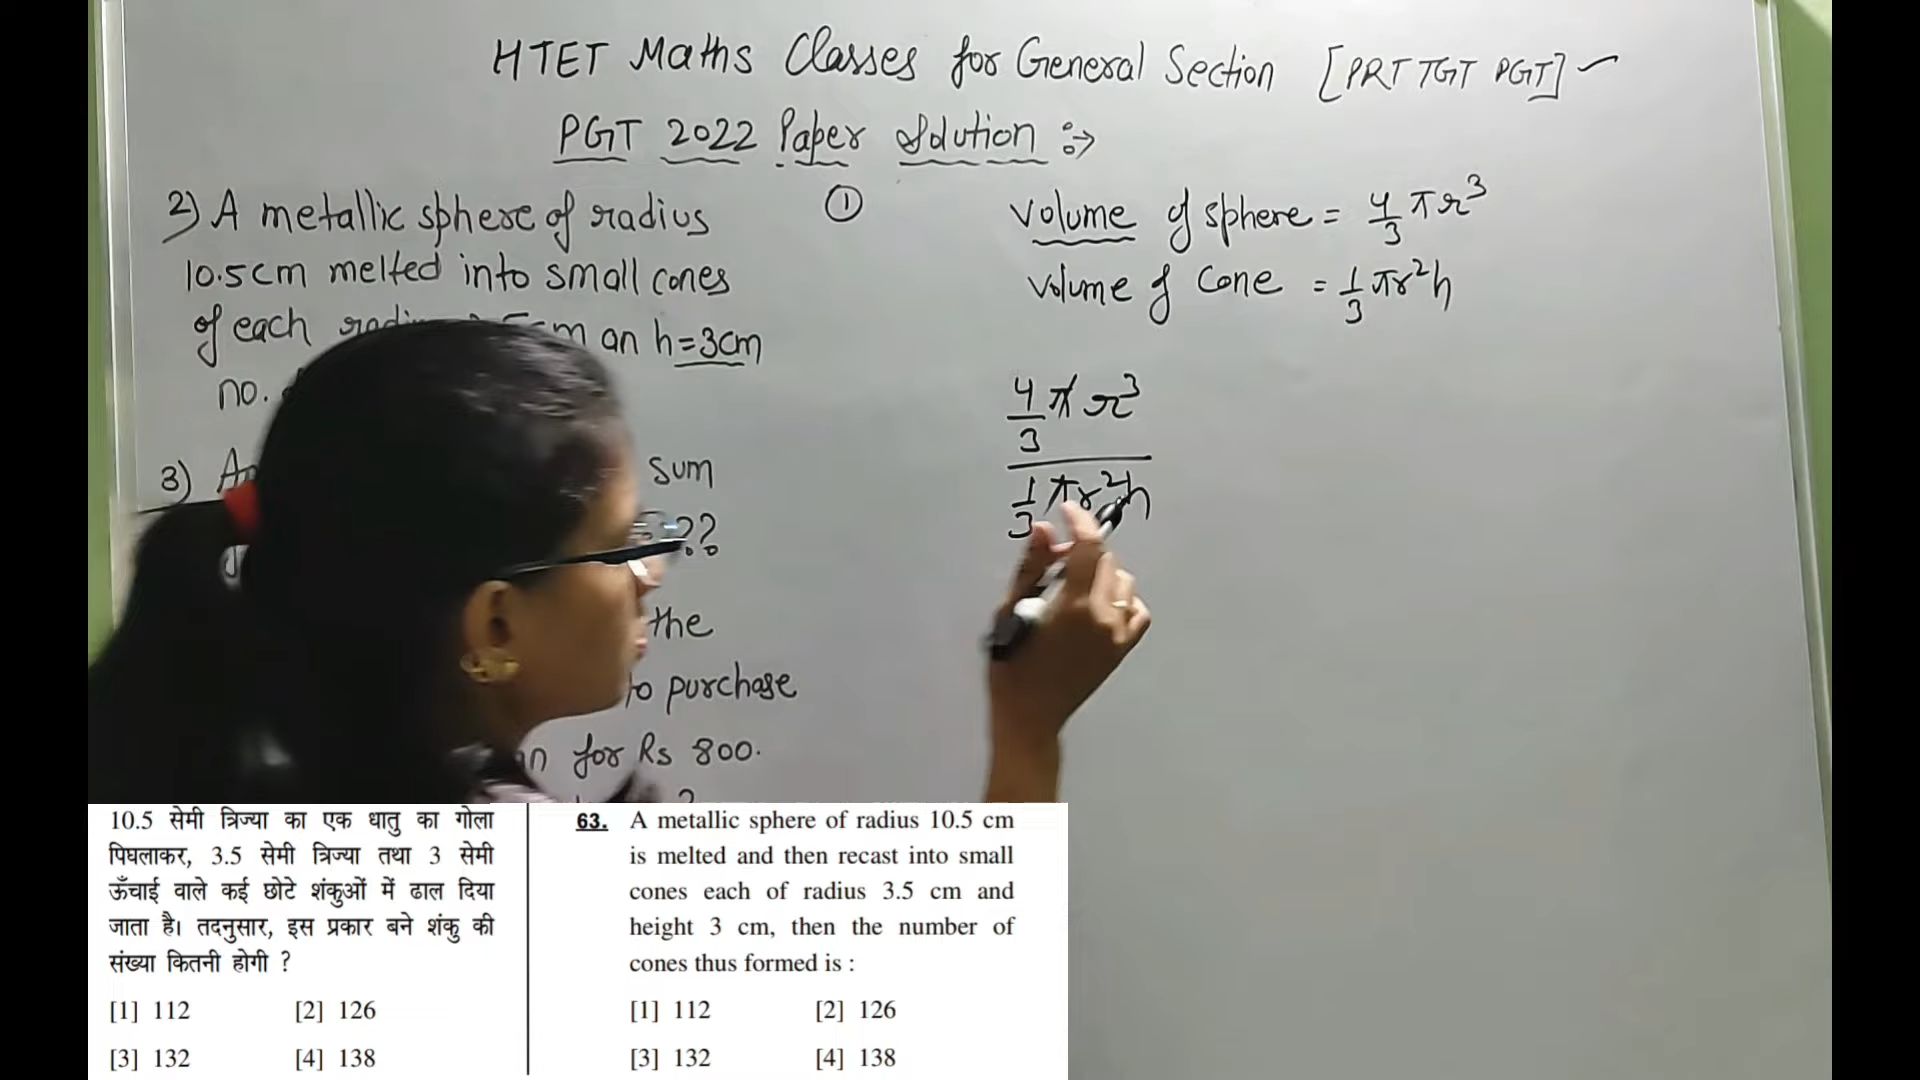 HTET Maths Classes for General Section [PRT TGT PGT]
PGT 2022 Paper Solution :→
2) A metallic sphere of radius
10.5cm melted into small cones
of each cm an h=3cm
no.
3) sum
??
the
to purchase
for Rs 800.
?
①
volume of sphere = 4/3 πr³
volume of cone = 1/3 πr²h
4/3 πr³
1/3 πr²h
10.5 सेमी त्रिज्या का एक धातु का गोला
पिघलाकर, 3.5 सेमी त्रिज्या तथा 3 सेमी
ऊँचाई वाले कई छोटे शंकुओं में ढाल दिया
जाता है। तदनुसार, इस प्रकार बने शंकु की
संख्या कितनी होगी ?
[1] 112 [2] 126
[3] 132 [4] 138
63. A metallic sphere of radius 10.5 cm
is melted and then recast into small
cones each of radius 3.5 cm and
height 3 cm, then the number of
cones thus formed is :
[1] 112 [2] 126
[3] 132 [4] 138